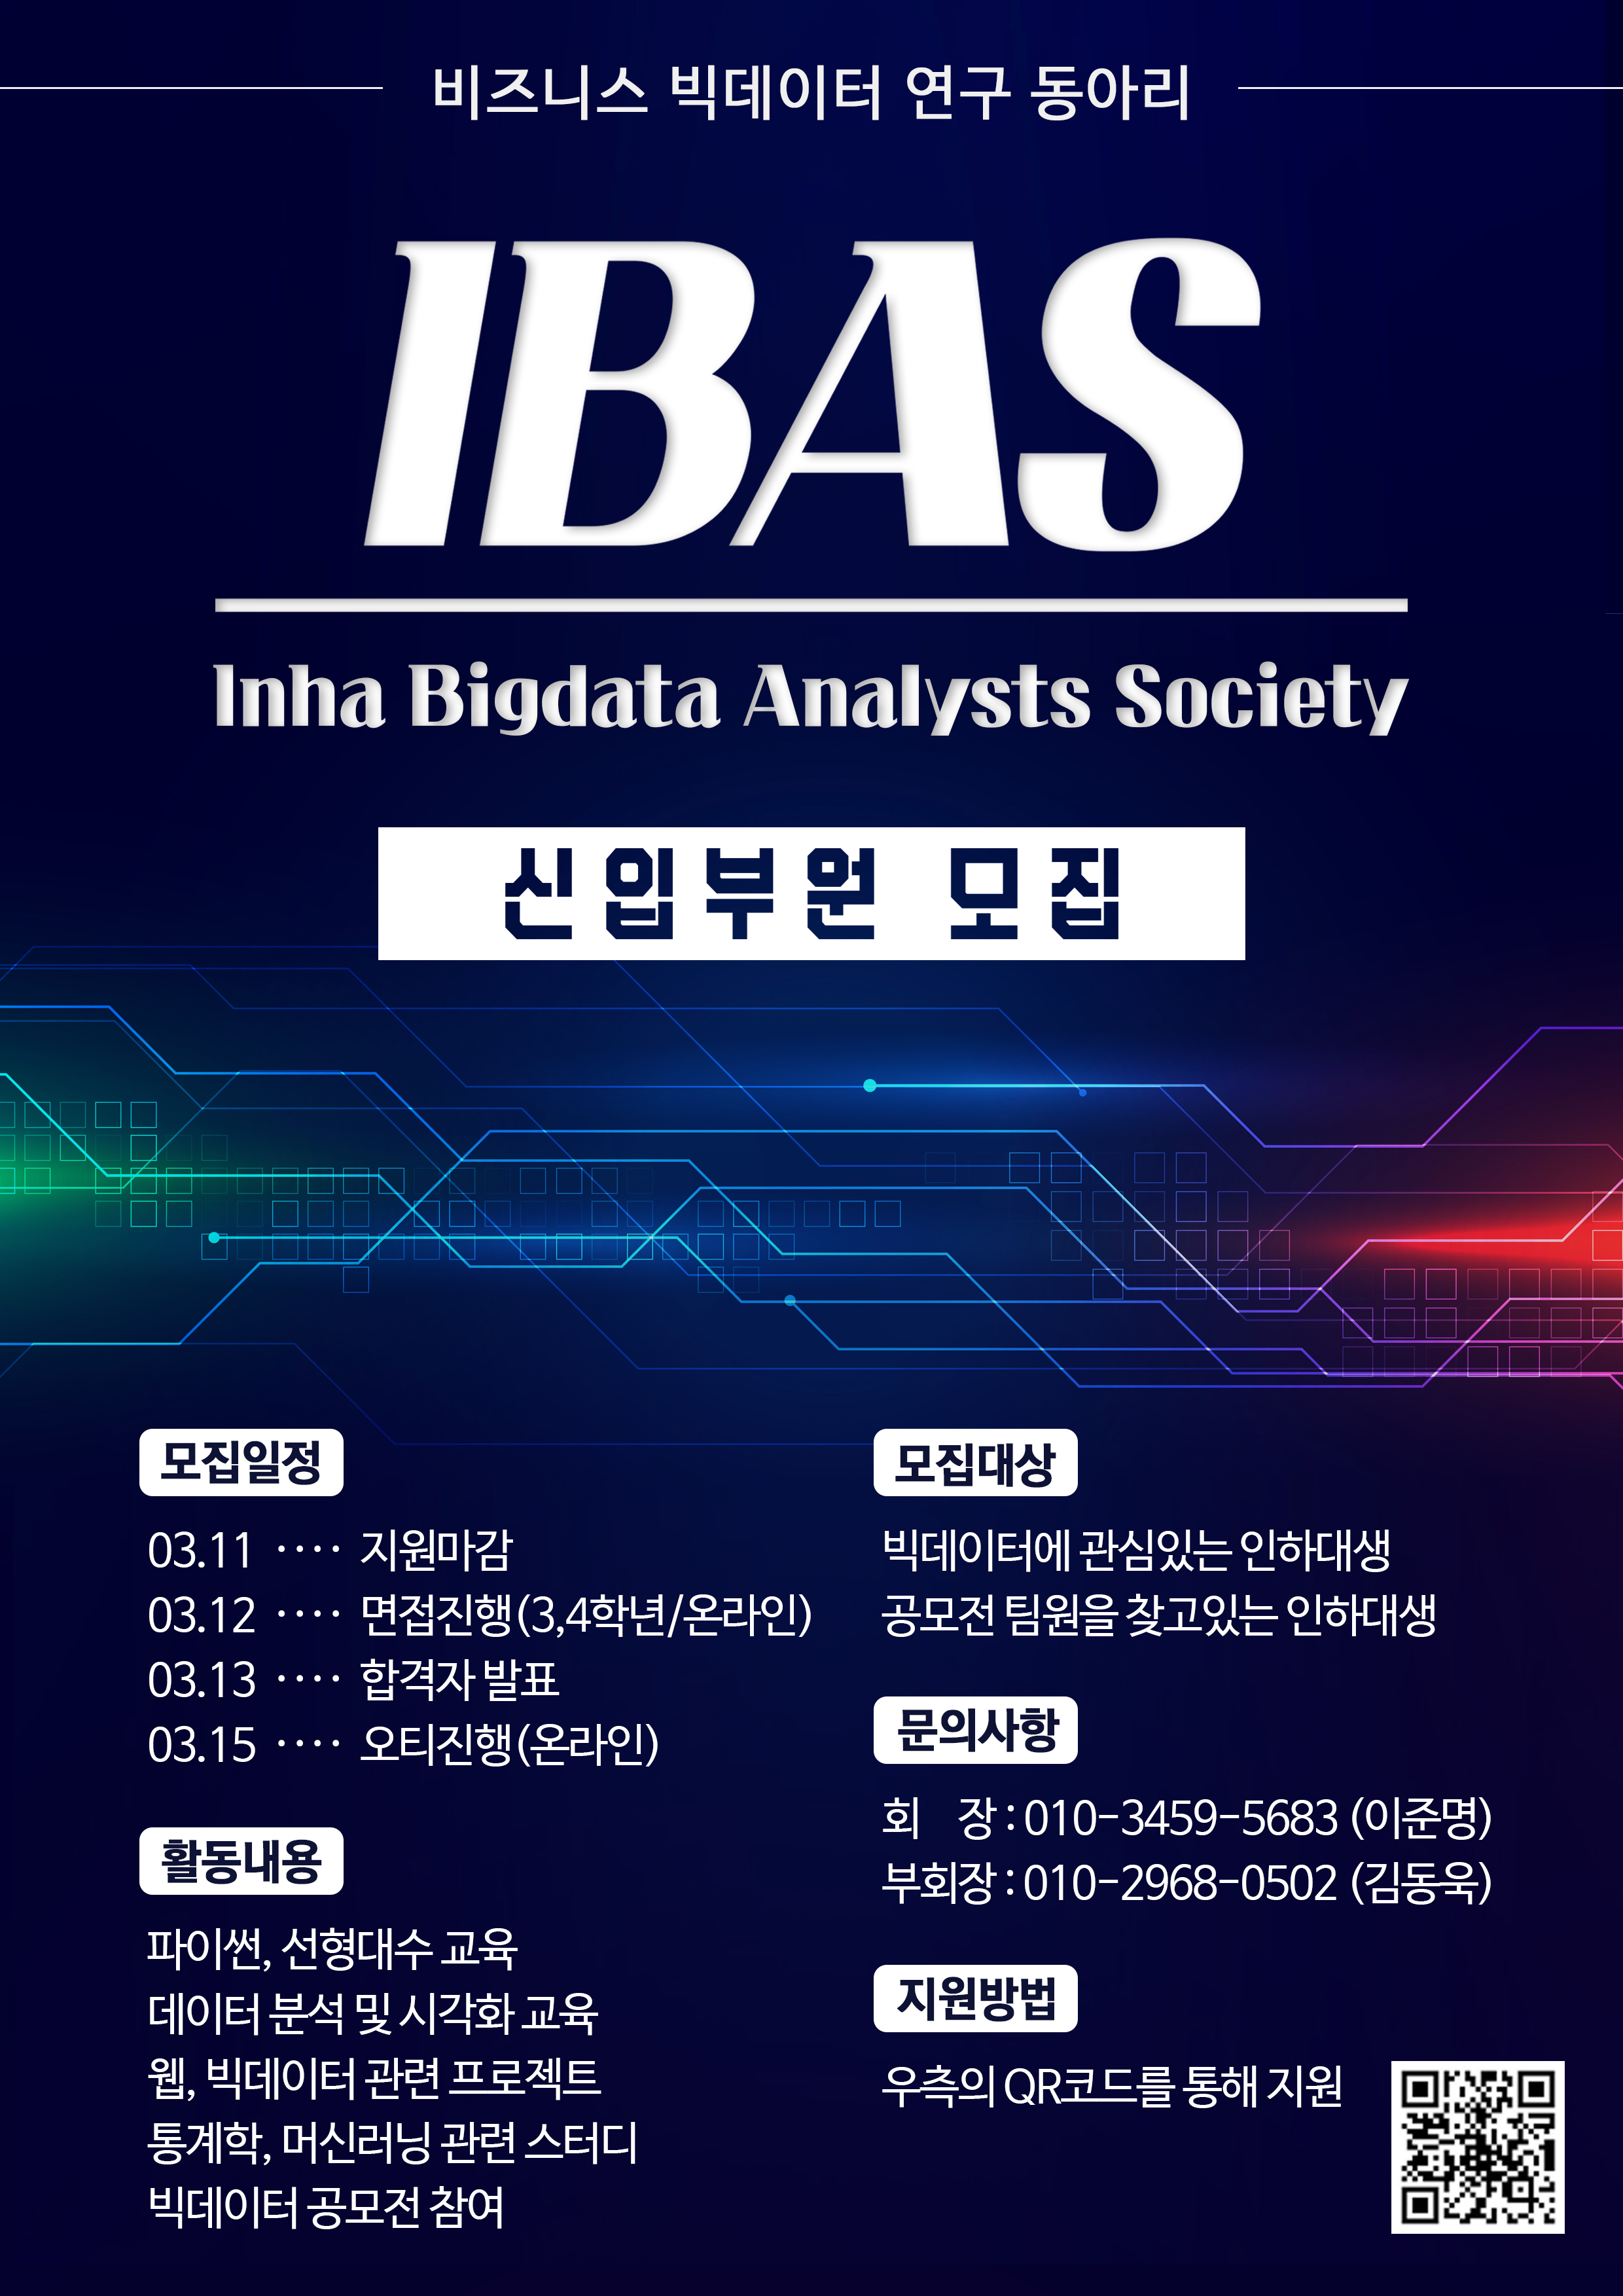 비즈니스 빅데이터 연구 동아리
IBAS
Inha Bigdata Analysts Society
신입부원 모집
모집일정
03.11 ···· 지원마감
03.12 ···· 면접진행(3,4학년/온라인)
03.13 ···· 합격자 발표
03.15 ···· 오티진행(온라인)
활동내용
파이썬, 선형대수 교육
데이터 분석 및 시각화 교육
웹, 빅데이터 관련 프로젝트
통계학, 머신러닝 관련 스터디
빅데이터 공모전 참여
모집대상
빅데이터에 관심있는 인하대생
공모전 팀원을 찾고있는 인하대생
문의사항
회 장 : 010-3459-5683 (이준명)
부회장 : 010-2968-0502 (김동욱)
지원방법
우측의 QR코드를 통해 지원